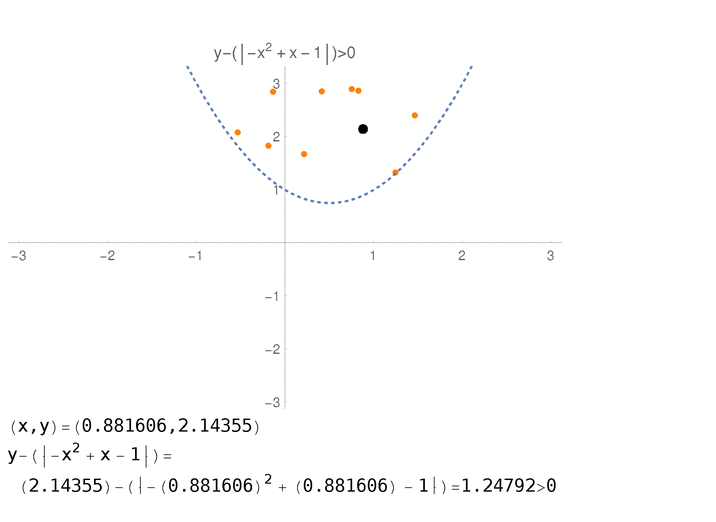 y−(|−x² + x − 1|)>0
3
2
1
−3 −2 −1 1 2 3
−1
−2
−3
(x,y)=(0.881606,2.14355)
y−(|−x² + x − 1|)=
(2.14355)−(|−(0.881606)² + (0.881606) − 1|)=1.24792>0